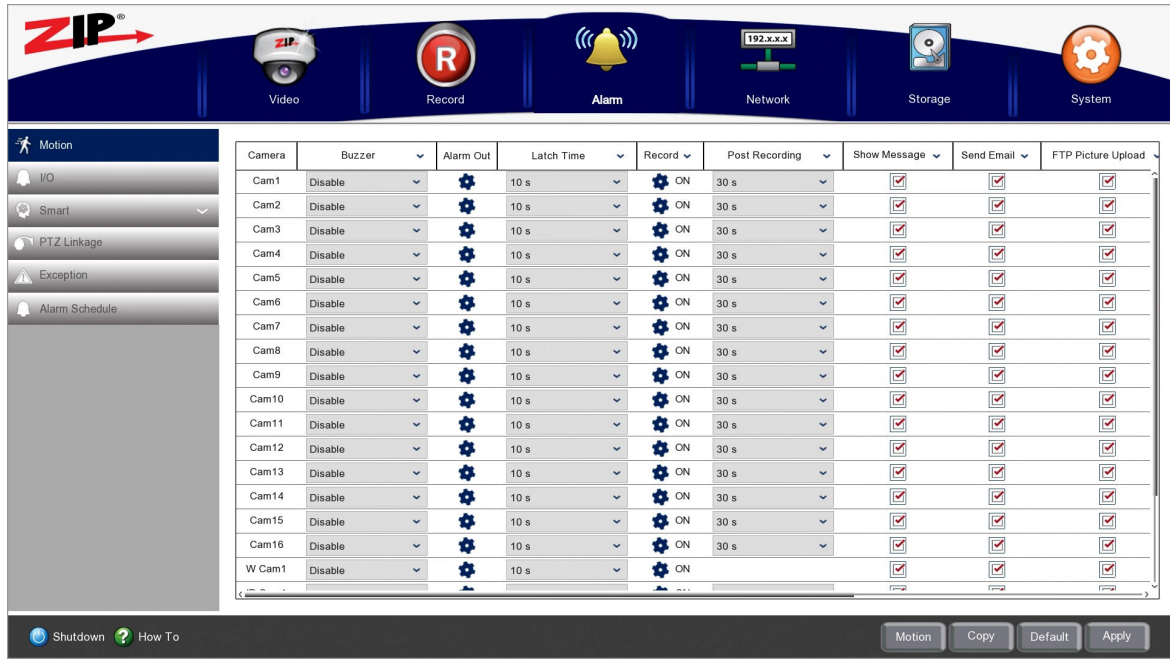 ZIP®
ZIP
R
192.x.x.x
Video Record Alarm Network Storage System
Motion
I/O
Smart
PTZ Linkage
Exception
Alarm Schedule
Camera Buzzer Alarm Out Latch Time Record Post Recording Show Message Send Email FTP Picture Upload
Cam1 Disable 10 s ON 30 s
Cam2 Disable 10 s ON 30 s
Cam3 Disable 10 s ON 30 s
Cam4 Disable 10 s ON 30 s
Cam5 Disable 10 s ON 30 s
Cam6 Disable 10 s ON 30 s
Cam7 Disable 10 s ON 30 s
Cam8 Disable 10 s ON 30 s
Cam9 Disable 10 s ON 30 s
Cam10 Disable 10 s ON 30 s
Cam11 Disable 10 s ON 30 s
Cam12 Disable 10 s ON 30 s
Cam13 Disable 10 s ON 30 s
Cam14 Disable 10 s ON 30 s
Cam15 Disable 10 s ON 30 s
Cam16 Disable 10 s ON 30 s
W Cam1 Disable 10 s ON
Shutdown ? How To Motion Copy Default Apply